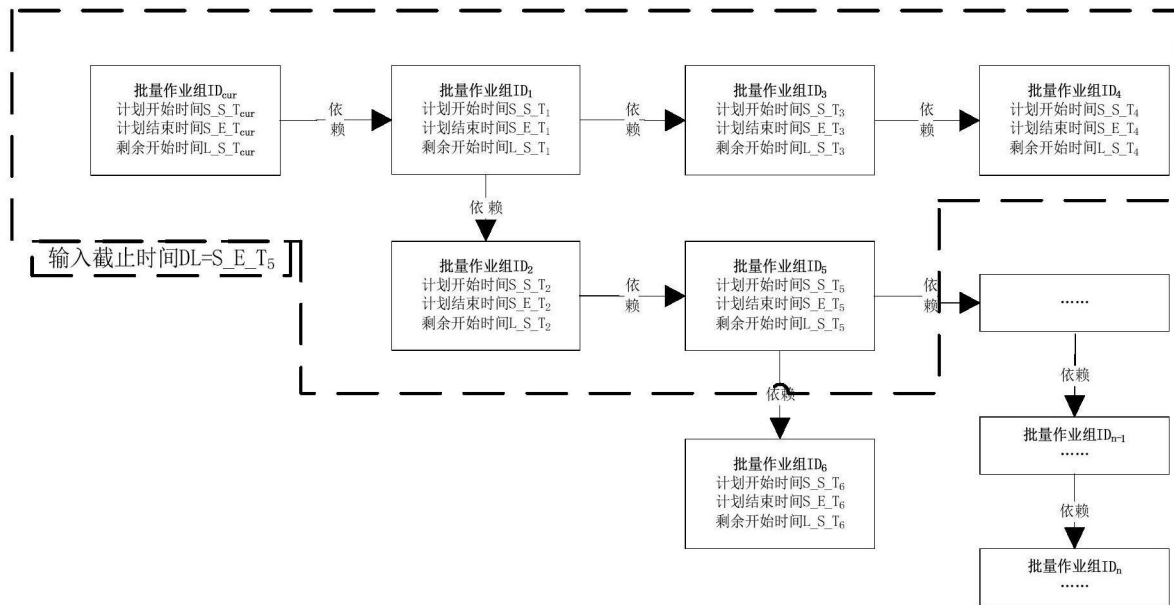 批量作业组ID_cur
计划开始时间S_S_T_cur
计划结束时间S_E_T_cur
剩余开始时间L_S_T_cur
依赖
批量作业组ID₁
计划开始时间S_S_T₁
计划结束时间S_E_T₁
剩余开始时间L_S_T₁
依赖
批量作业组ID₃
计划开始时间S_S_T₃
计划结束时间S_E_T₃
剩余开始时间L_S_T₃
依赖
批量作业组ID₄
计划开始时间S_S_T₄
计划结束时间S_E_T₄
剩余开始时间L_S_T₄
依赖
输入截止时间DL=S_E_T₅
批量作业组ID₂
计划开始时间S_S_T₂
计划结束时间S_E_T₂
剩余开始时间L_S_T₂
依赖
批量作业组ID₅
计划开始时间S_S_T₅
计划结束时间S_E_T₅
剩余开始时间L_S_T₅
依赖
……
依赖
依赖
批量作业组ID₆
计划开始时间S_S_T₆
计划结束时间S_E_T₆
剩余开始时间L_S_T₆
批量作业组IDₙ₋₁
……
依赖
批量作业组IDₙ
……